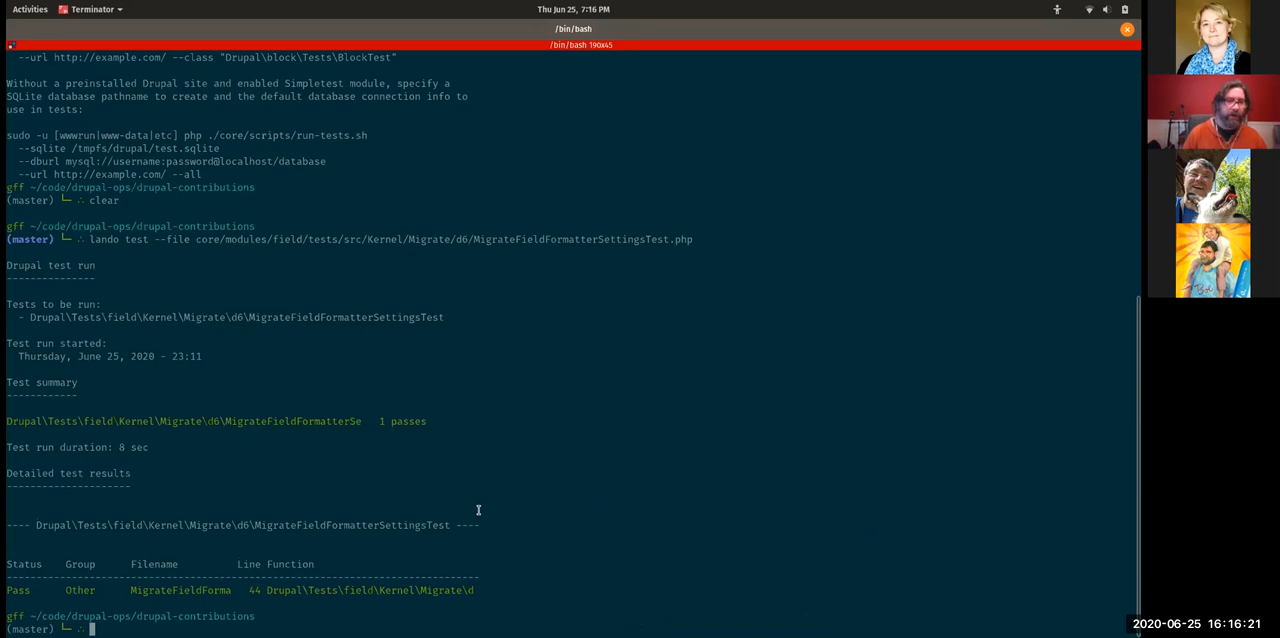 Activities Terminator Thu Jun 25, 7:16 PM
/bin/bash
/bin/bash 190x45
--url http://example.com/ --class "Drupal\block\Tests\BlockTest"
Without a preinstalled Drupal site and enabled Simpletest module, specify a
SQLite database pathname to create and the default database connection info to
use in tests:
sudo -u [wwwrun|www-data|etc] php ./core/scripts/run-tests.sh
--sqlite /tmpfs/drupal/test.sqlite
--dburl mysql://username:password@localhost/database
--url http://example.com/ --all
gff ~/code/drupal-ops/drupal-contributions
(master) └─ ∴ clear
gff ~/code/drupal-ops/drupal-contributions
(master) └─ ∴ lando test --file core/modules/field/tests/src/Kernel/Migrate/d6/MigrateFieldFormatterSettingsTest.php
Drupal test run
---------------
Tests to be run:
- Drupal\Tests\field\Kernel\Migrate\d6\MigrateFieldFormatterSettingsTest
Test run started:
Thursday, June 25, 2020 - 23:11
Test summary
------------
Drupal\Tests\field\Kernel\Migrate\d6\MigrateFieldFormatterSe 1 passes
Test run duration: 8 sec
Detailed test results
---------------------
---- Drupal\Tests\field\Kernel\Migrate\d6\MigrateFieldFormatterSettingsTest ----
Status Group Filename Line Function
--------------------------------------------------------------------------------
Pass Other MigrateFieldForma 44 Drupal\Tests\field\Kernel\Migrate\d
gff ~/code/drupal-ops/drupal-contributions
(master) └─ ∴
2020-06-25 16:16:21